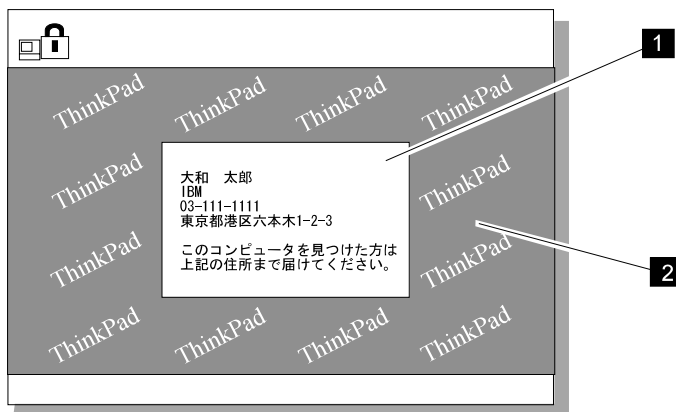 1
ThinkPad ThinkPad ThinkPad ThinkPad
大和　太郎
IBM
03-111-1111
東京都港区六本木1-2-3
このコンピュータを見つけた方は
上記の住所まで届けてください。
ThinkPad ThinkPad
ThinkPad ThinkPad
2
ThinkPad ThinkPad ThinkPad ThinkPad